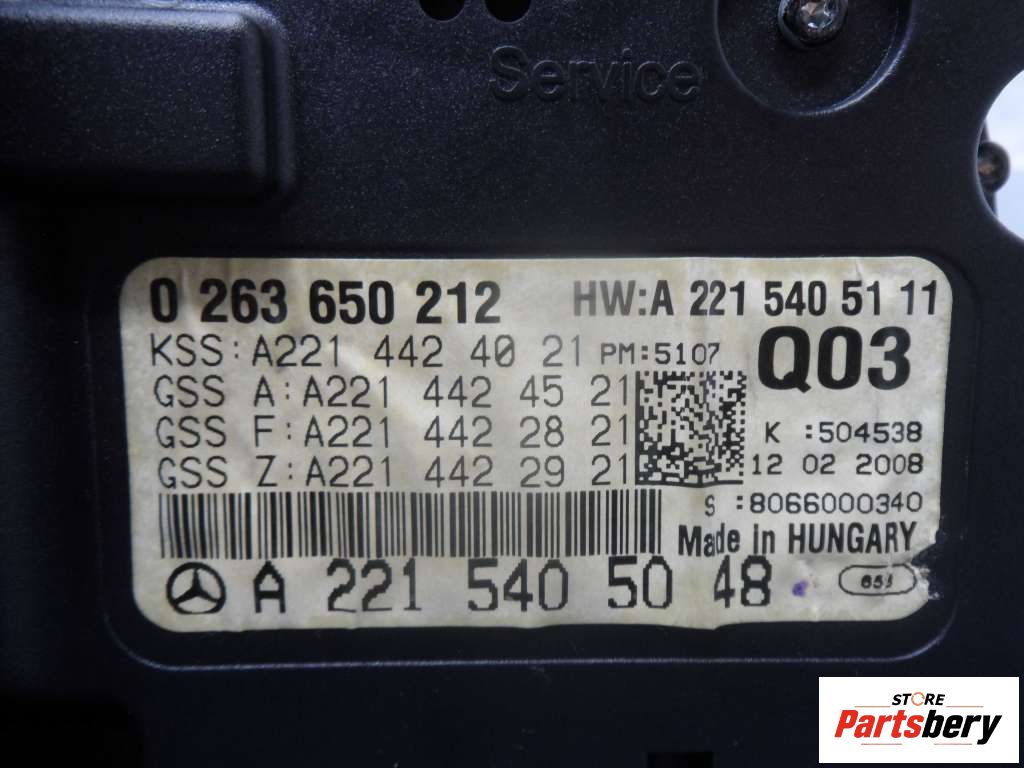 Service
0 263 650 212 HW:A 221 540 51 11
KSS:A221 442 40 21 PM:5107 Q03
GSS A:A221 442 45 21
GSS F:A221 442 28 21 K :504538
GSS Z:A221 442 29 21 12 02 2008
S :8066000340
Made in HUNGARY
A 221 540 50 48
STORE
Partsbery